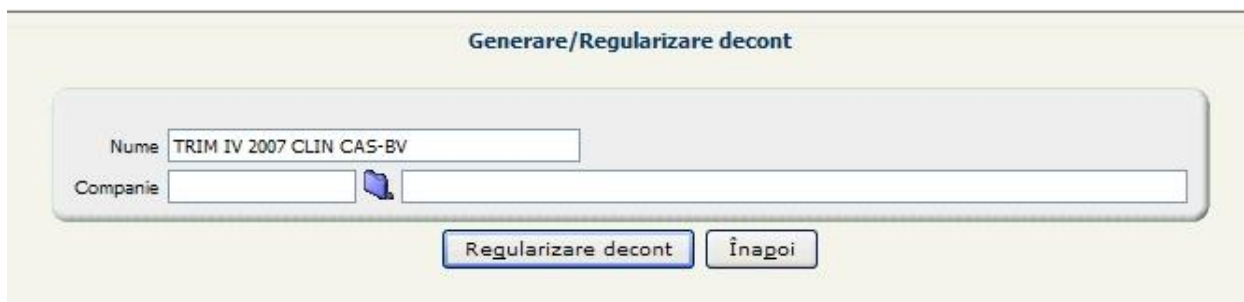 Generare/Regularizare decont
Nume TRIM IV 2007 CLIN CAS-BV
Companie
Regularizare decont Înapoi